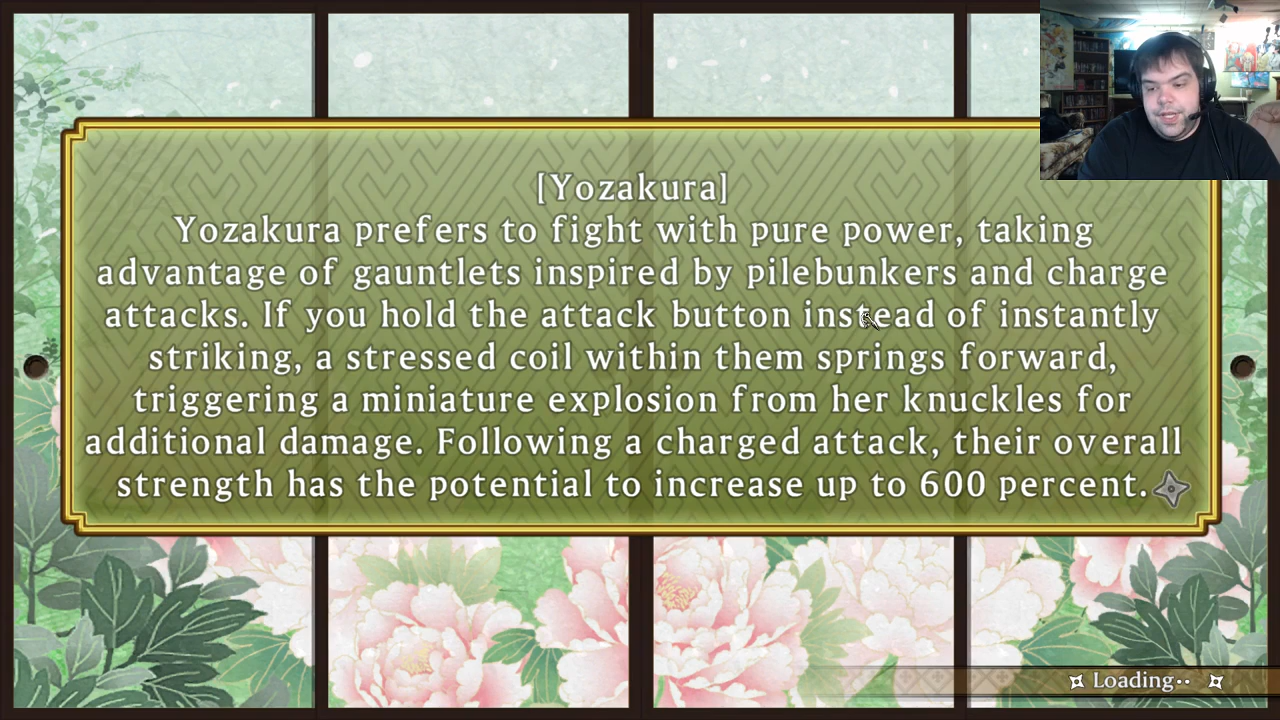 [Yozakura]
Yozakura prefers to fight with pure power, taking
advantage of gauntlets inspired by pilebunkers and charge
attacks. If you hold the attack button instead of instantly
striking, a stressed coil within them springs forward,
triggering a miniature explosion from her knuckles for
additional damage. Following a charged attack, their overall
strength has the potential to increase up to 600 percent.
Loading••